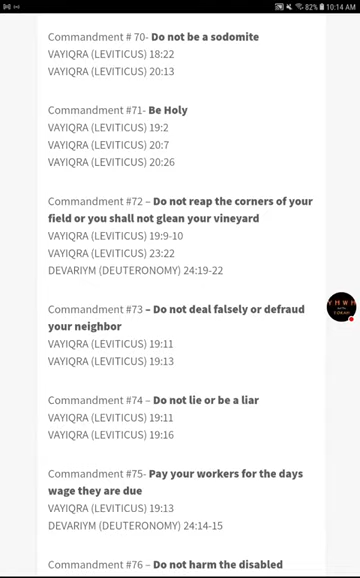 82% 10:14 AM
Commandment # 70- Do not be a sodomite
VAYIQRA (LEVITICUS) 18:22
VAYIQRA (LEVITICUS) 20:13
Commandment #71- Be Holy
VAYIQRA (LEVITICUS) 19:2
VAYIQRA (LEVITICUS) 20:7
VAYIQRA (LEVITICUS) 20:26
Commandment #72 – Do not reap the corners of your
field or you shall not glean your vineyard
VAYIQRA (LEVITICUS) 19:9-10
VAYIQRA (LEVITICUS) 23:22
DEVARIYM (DEUTERONOMY) 24:19-22
Commandment #73 – Do not deal falsely or defraud
your neighbor
VAYIQRA (LEVITICUS) 19:11
VAYIQRA (LEVITICUS) 19:13
YHWH
TORAH
Commandment #74 – Do not lie or be a liar
VAYIQRA (LEVITICUS) 19:11
VAYIQRA (LEVITICUS) 19:16
Commandment #75- Pay your workers for the days
wage they are due
VAYIQRA (LEVITICUS) 19:13
DEVARIYM (DEUTERONOMY) 24:14-15
Commandment #76 – Do not harm the disabled